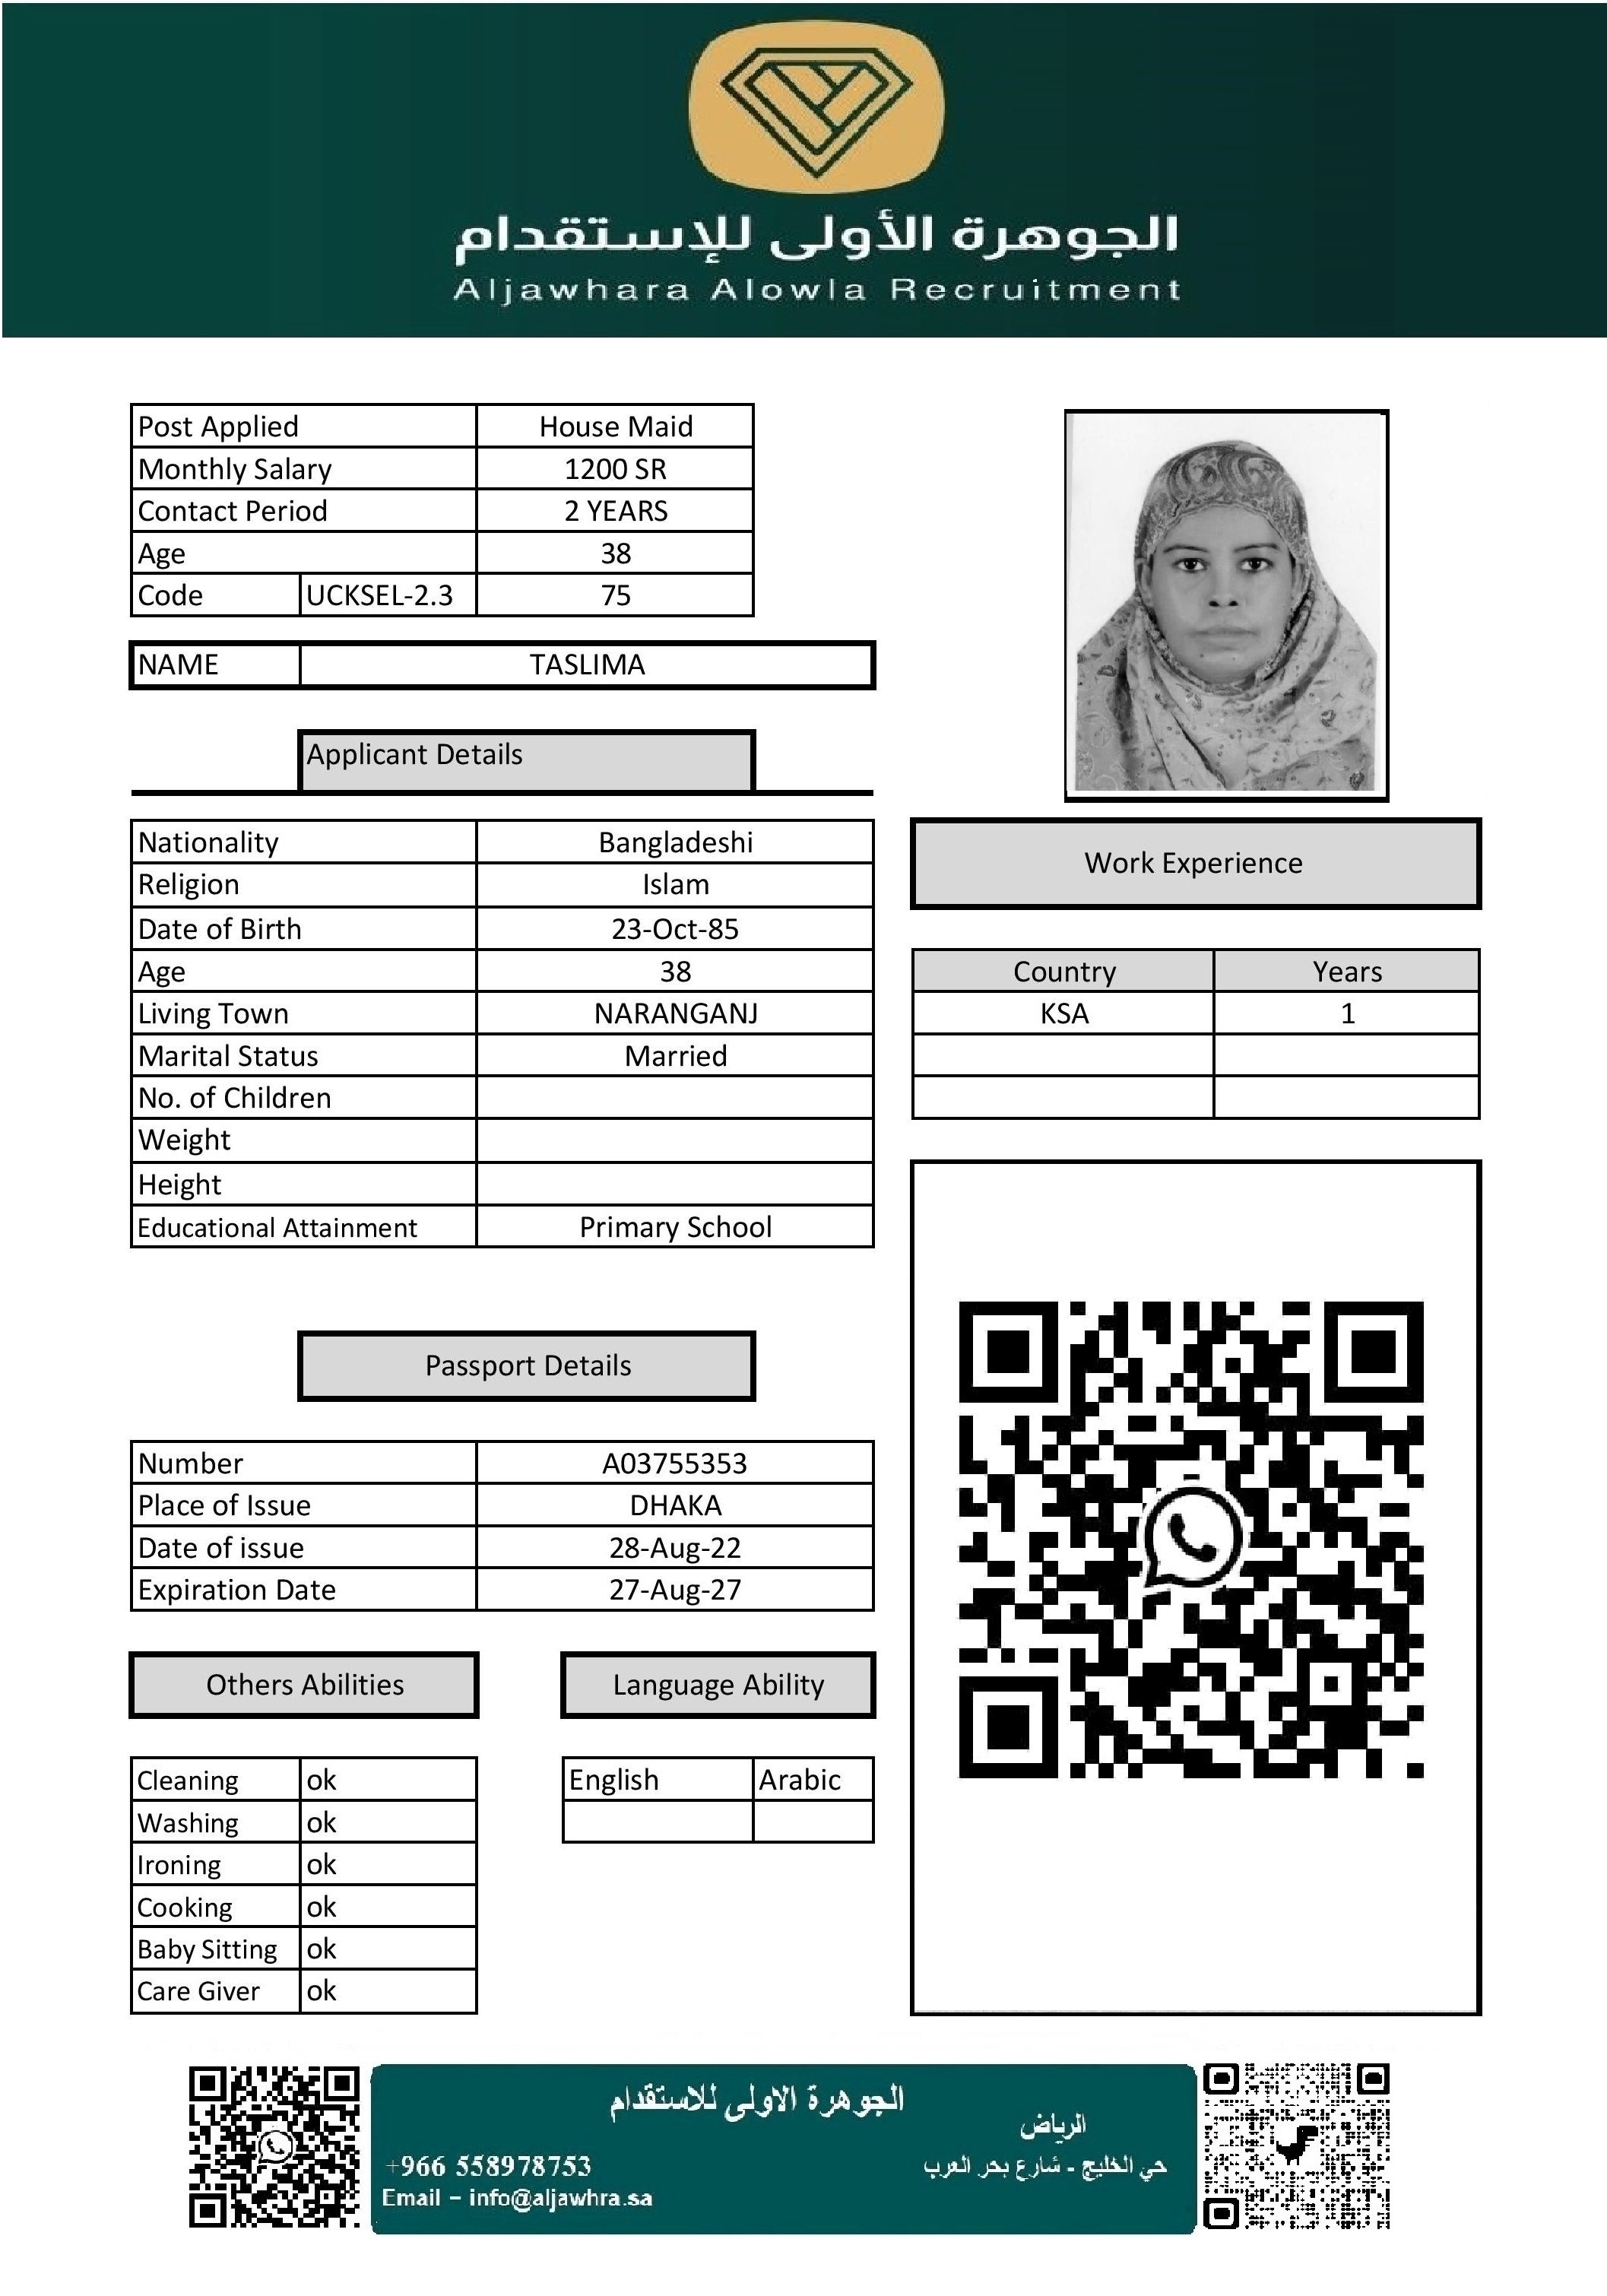 الجوهرة الأولى للإستقدام
Aljawhara Alowla Recruitment
Post Applied House Maid
Monthly Salary 1200 SR
Contact Period 2 YEARS
Age 38
Code UCKSEL-2.3 75
NAME TASLIMA
Applicant Details
Nationality Bangladeshi
Religion Islam
Date of Birth 23-Oct-85
Age 38
Living Town NARANGANJ
Marital Status Married
No. of Children
Weight
Height
Educational Attainment Primary School
Work Experience
Country Years
KSA 1
Passport Details
Number A03755353
Place of Issue DHAKA
Date of issue 28-Aug-22
Expiration Date 27-Aug-27
Others Abilities
Cleaning ok
Washing ok
Ironing ok
Cooking ok
Baby Sitting ok
Care Giver ok
Language Ability
English Arabic
الجوهرة الاولى للاستقدام
الرياض
حي الخليج - شارع بحر العرب
+966 558978753
Email – info@aljawhra.sa